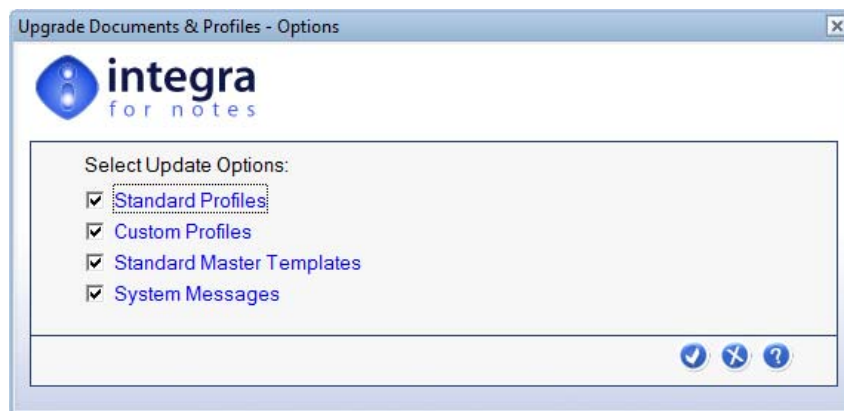 Upgrade Documents & Profiles - Options
integra
for notes
Select Update Options:
Standard Profiles
Custom Profiles
Standard Master Templates
System Messages